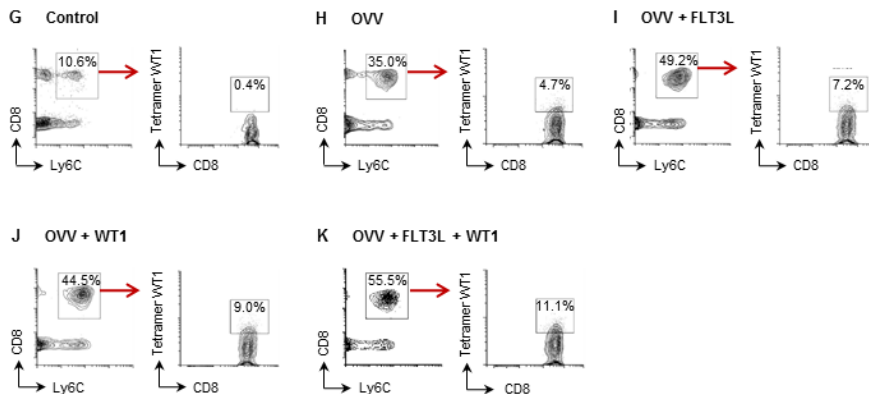 G Control
10.6%
CD8
Ly6C
0.4%
Tetramer WT1
CD8
H OVV
35.0%
CD8
Ly6C
4.7%
Tetramer WT1
CD8
I OVV + FLT3L
49.2%
CD8
Ly6C
7.2%
Tetramer WT1
CD8
J OVV + WT1
44.5%
CD8
Ly6C
9.0%
Tetramer WT1
CD8
K OVV + FLT3L + WT1
55.5%
CD8
Ly6C
11.1%
Tetramer WT1
CD8